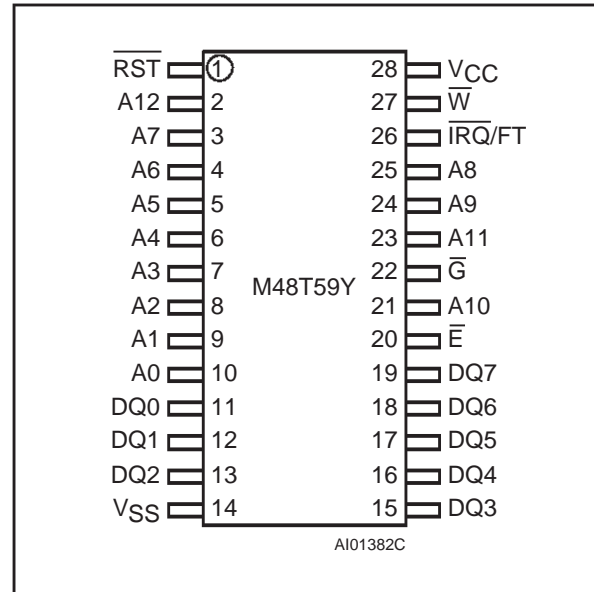 R̅S̅T̅ 1 28 VCC
A12 2 27 W̅
A7 3 26 I̅R̅Q̅/FT
A6 4 25 A8
A5 5 24 A9
A4 6 23 A11
A3 7 22 G̅
M48T59Y
A2 8 21 A10
A1 9 20 E̅
A0 10 19 DQ7
DQ0 11 18 DQ6
DQ1 12 17 DQ5
DQ2 13 16 DQ4
VSS 14 15 DQ3
AI01382C